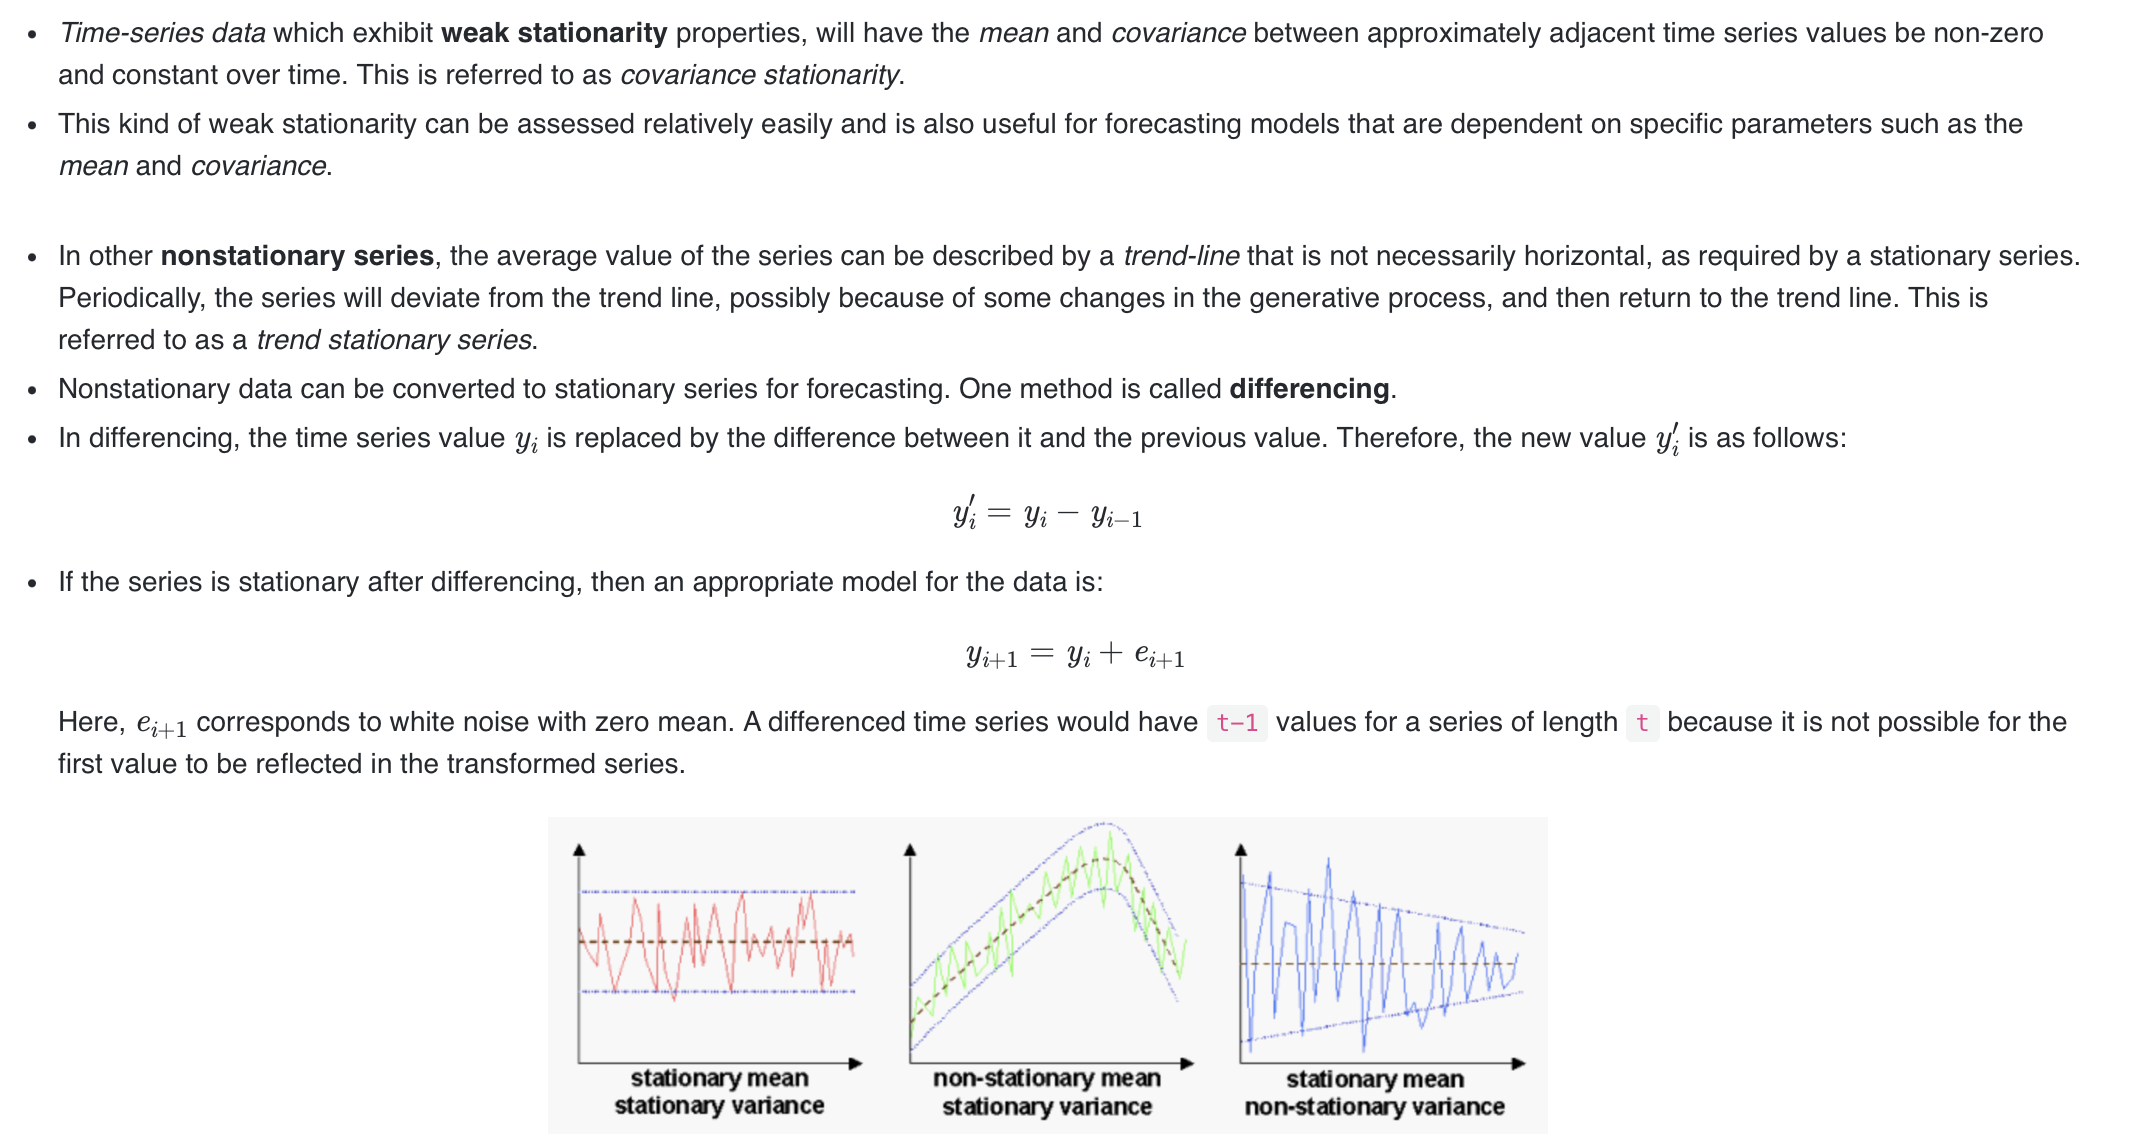 • Time-series data which exhibit weak stationarity properties, will have the mean and covariance between approximately adjacent time series values be non-zero
and constant over time. This is referred to as covariance stationarity.
• This kind of weak stationarity can be assessed relatively easily and is also useful for forecasting models that are dependent on specific parameters such as the
mean and covariance.
• In other nonstationary series, the average value of the series can be described by a trend-line that is not necessarily horizontal, as required by a stationary series.
Periodically, the series will deviate from the trend line, possibly because of some changes in the generative process, and then return to the trend line. This is
referred to as a trend stationary series.
• Nonstationary data can be converted to stationary series for forecasting. One method is called differencing.
• In differencing, the time series value y_i is replaced by the difference between it and the previous value. Therefore, the new value y′_i is as follows:
y′_i = y_i − y_{i−1}
• If the series is stationary after differencing, then an appropriate model for the data is:
y_{i+1} = y_i + e_{i+1}
Here, e_{i+1} corresponds to white noise with zero mean. A differenced time series would have t-1 values for a series of length t because it is not possible for the
first value to be reflected in the transformed series.
stationary mean
stationary variance
non-stationary mean
stationary variance
stationary mean
non-stationary variance